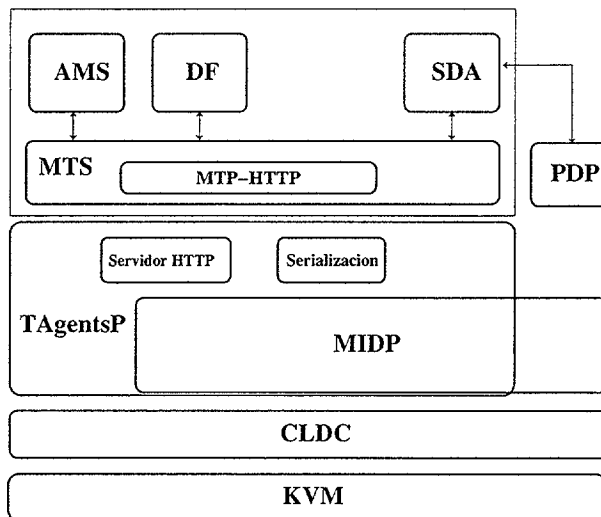 AMS
DF
SDA
MTS
MTP-HTTP
PDP
Servidor HTTP
Serializacion
TAgentsP
MIDP
CLDC
KVM